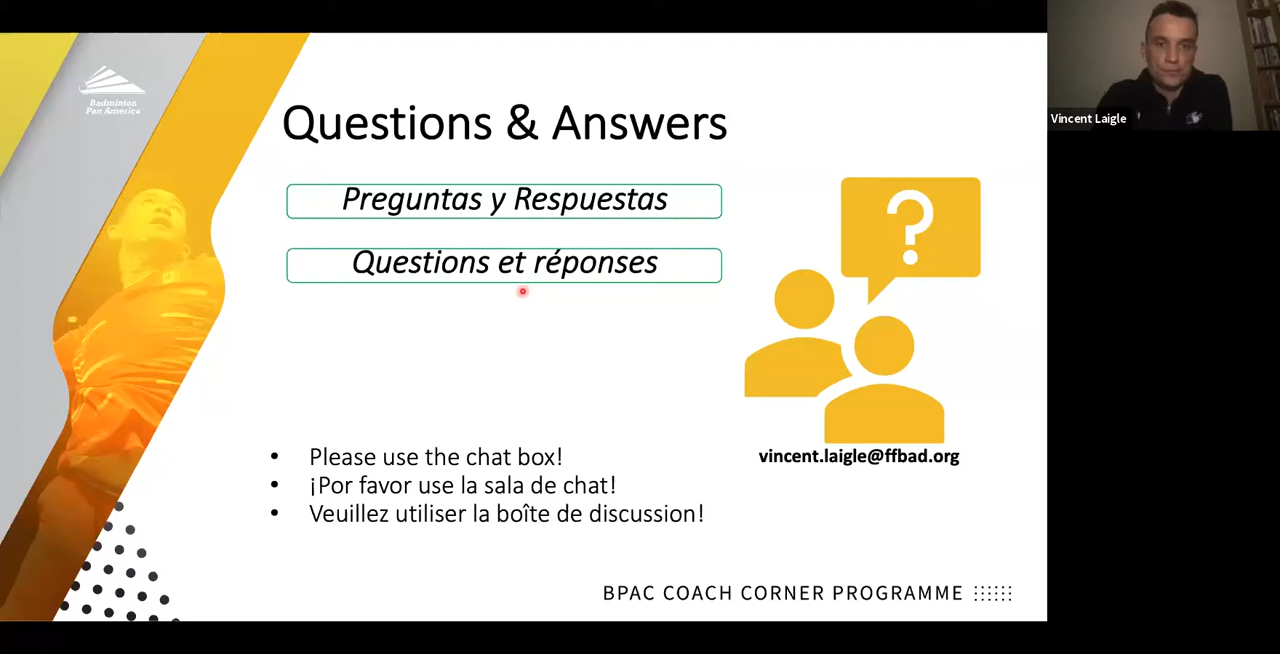 Badminton
Pan America
Questions & Answers
Preguntas y Respuestas
Questions et réponses
?
vincent.laigle@ffbad.org
• Please use the chat box!
• ¡Por favor use la sala de chat!
• Veuillez utiliser la boîte de discussion!
BPAC COACH CORNER PROGRAMME
Vincent Laigle